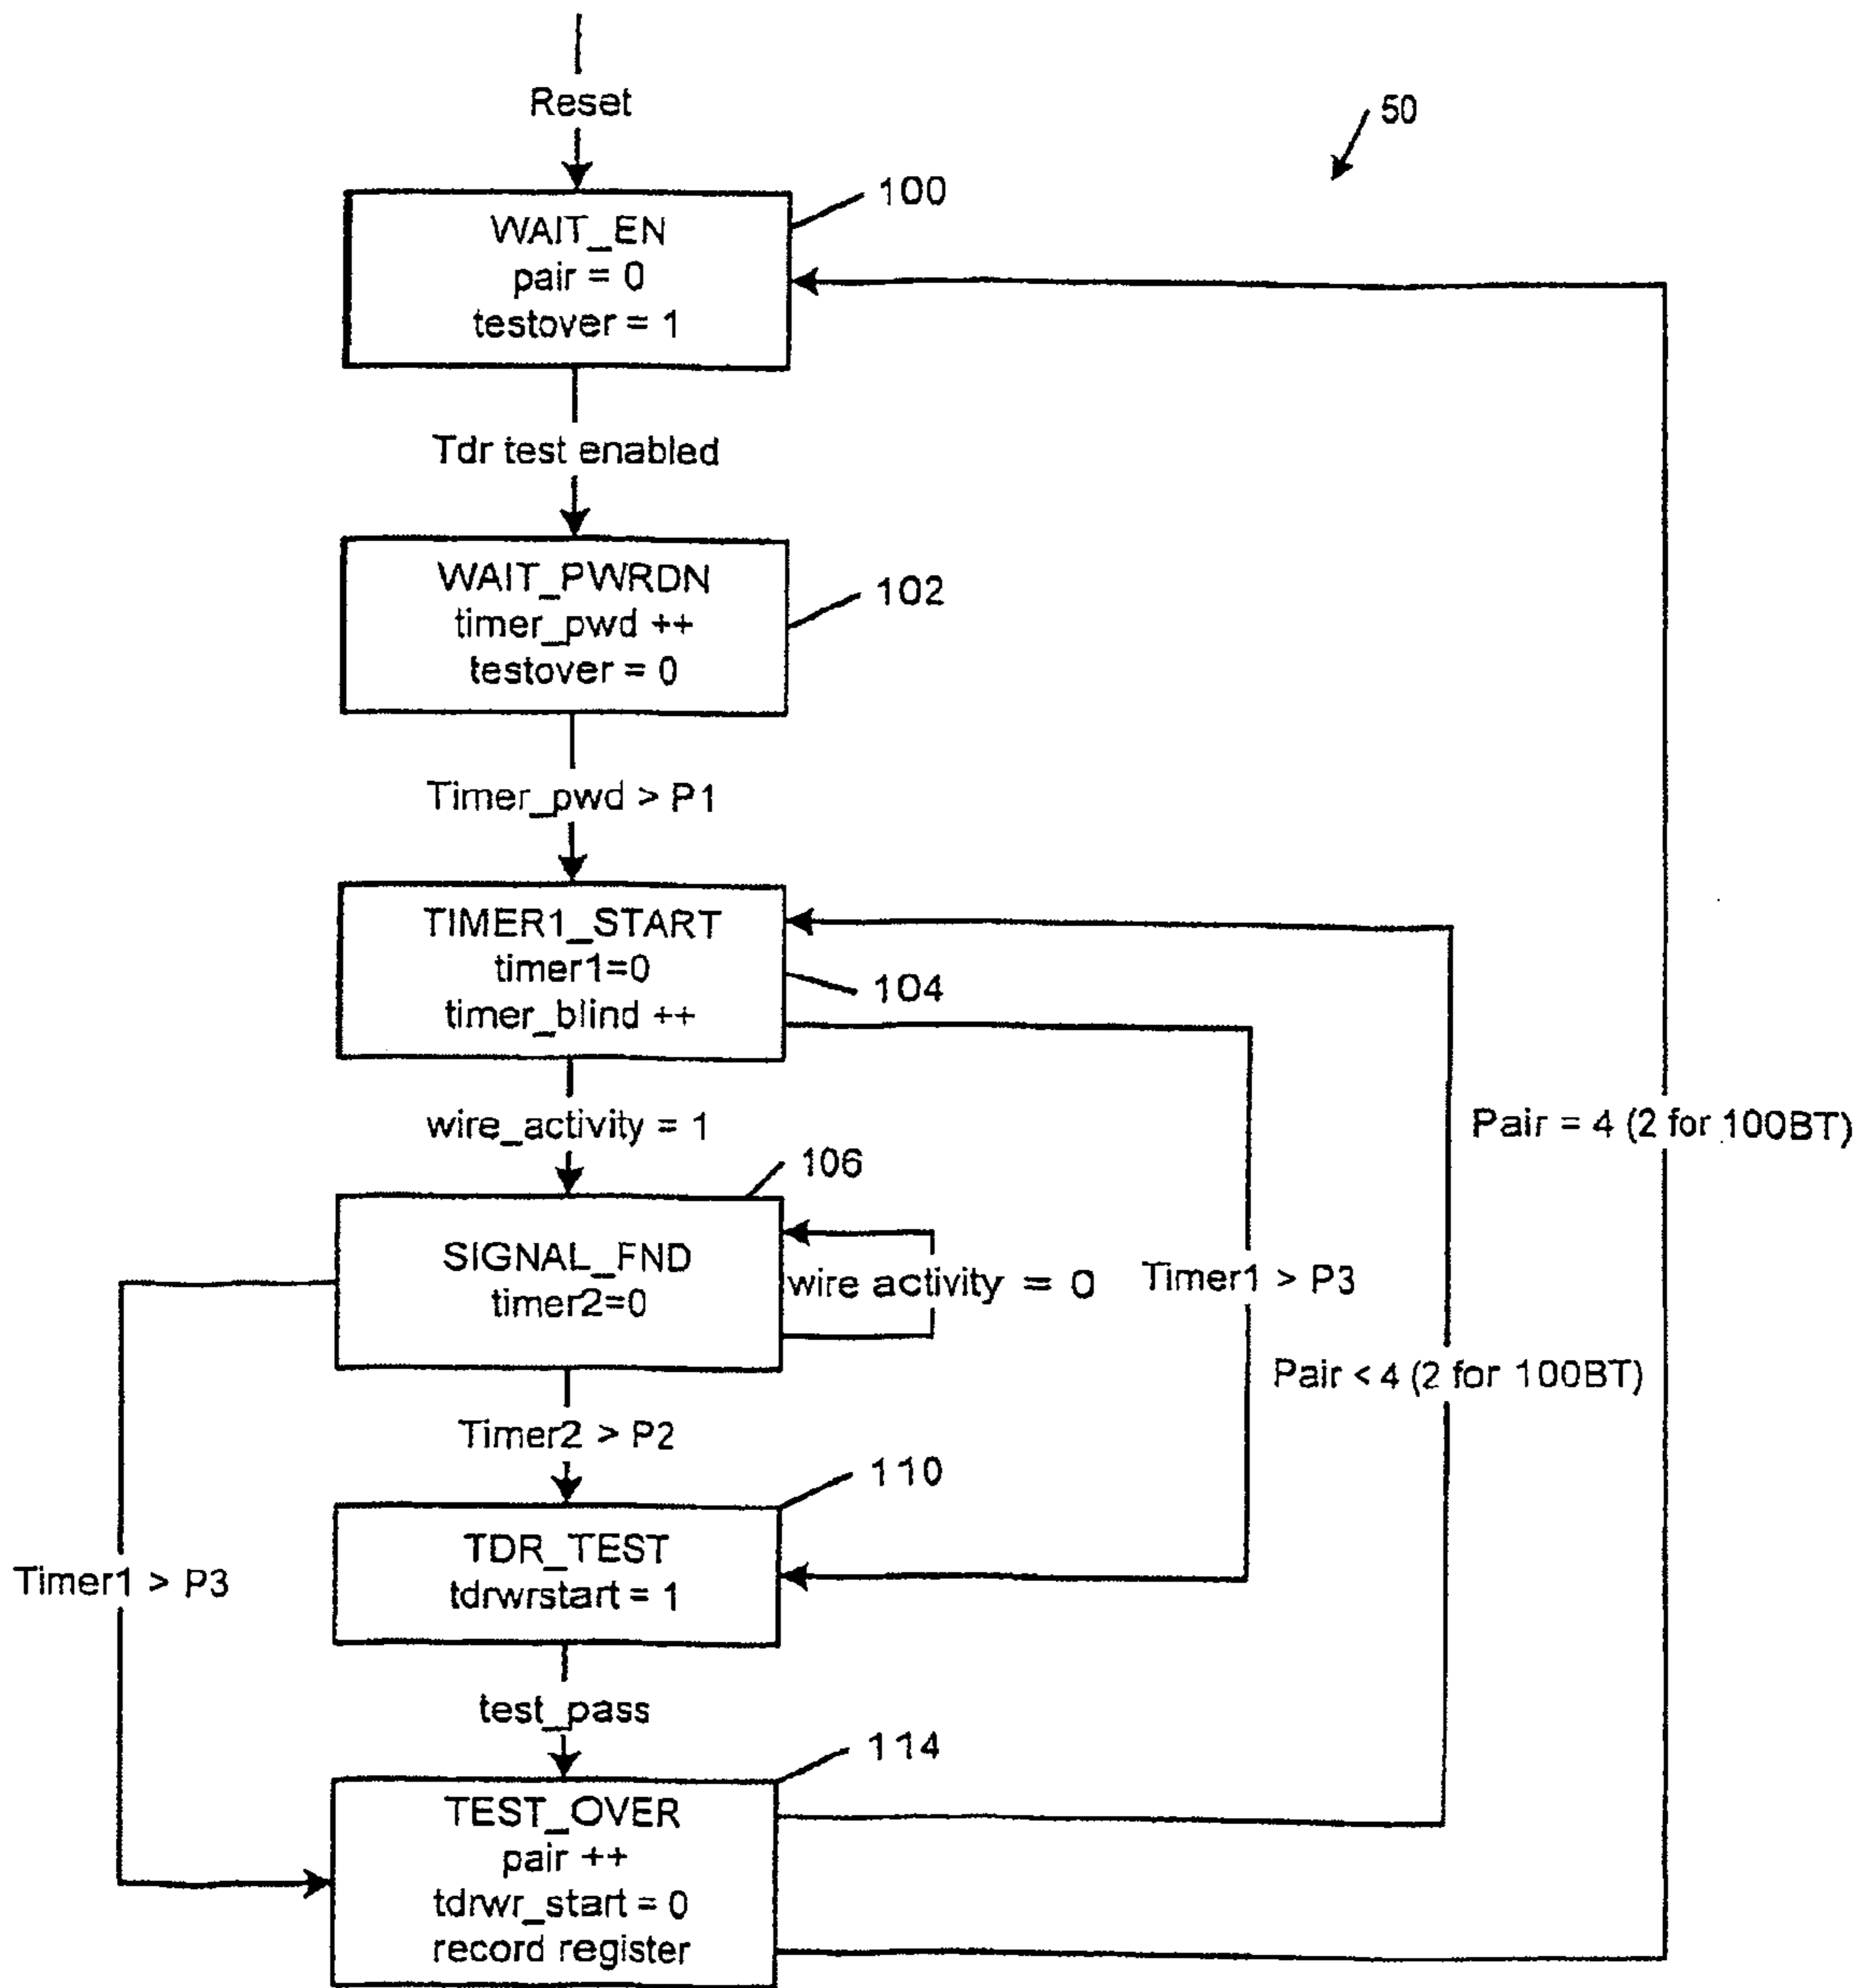 Reset
50
100
WAIT_EN
pair = 0
testover = 1
Tdr test enabled
WAIT_PWRDN
timer_pwd ++
testover = 0
102
Timer_pwd > P1
TIMER1_START
timer1=0
timer_blind ++
104
wire_activity = 1
Pair = 4 (2 for 100BT)
106
SIGNAL_FND
timer2=0
wire activity = 0
Timer1 > P3
Pair < 4 (2 for 100BT)
Timer2 > P2
110
TDR_TEST
tdrwrstart = 1
Timer1 > P3
test_pass
114
TEST_OVER
pair ++
tdrwr_start = 0
record register